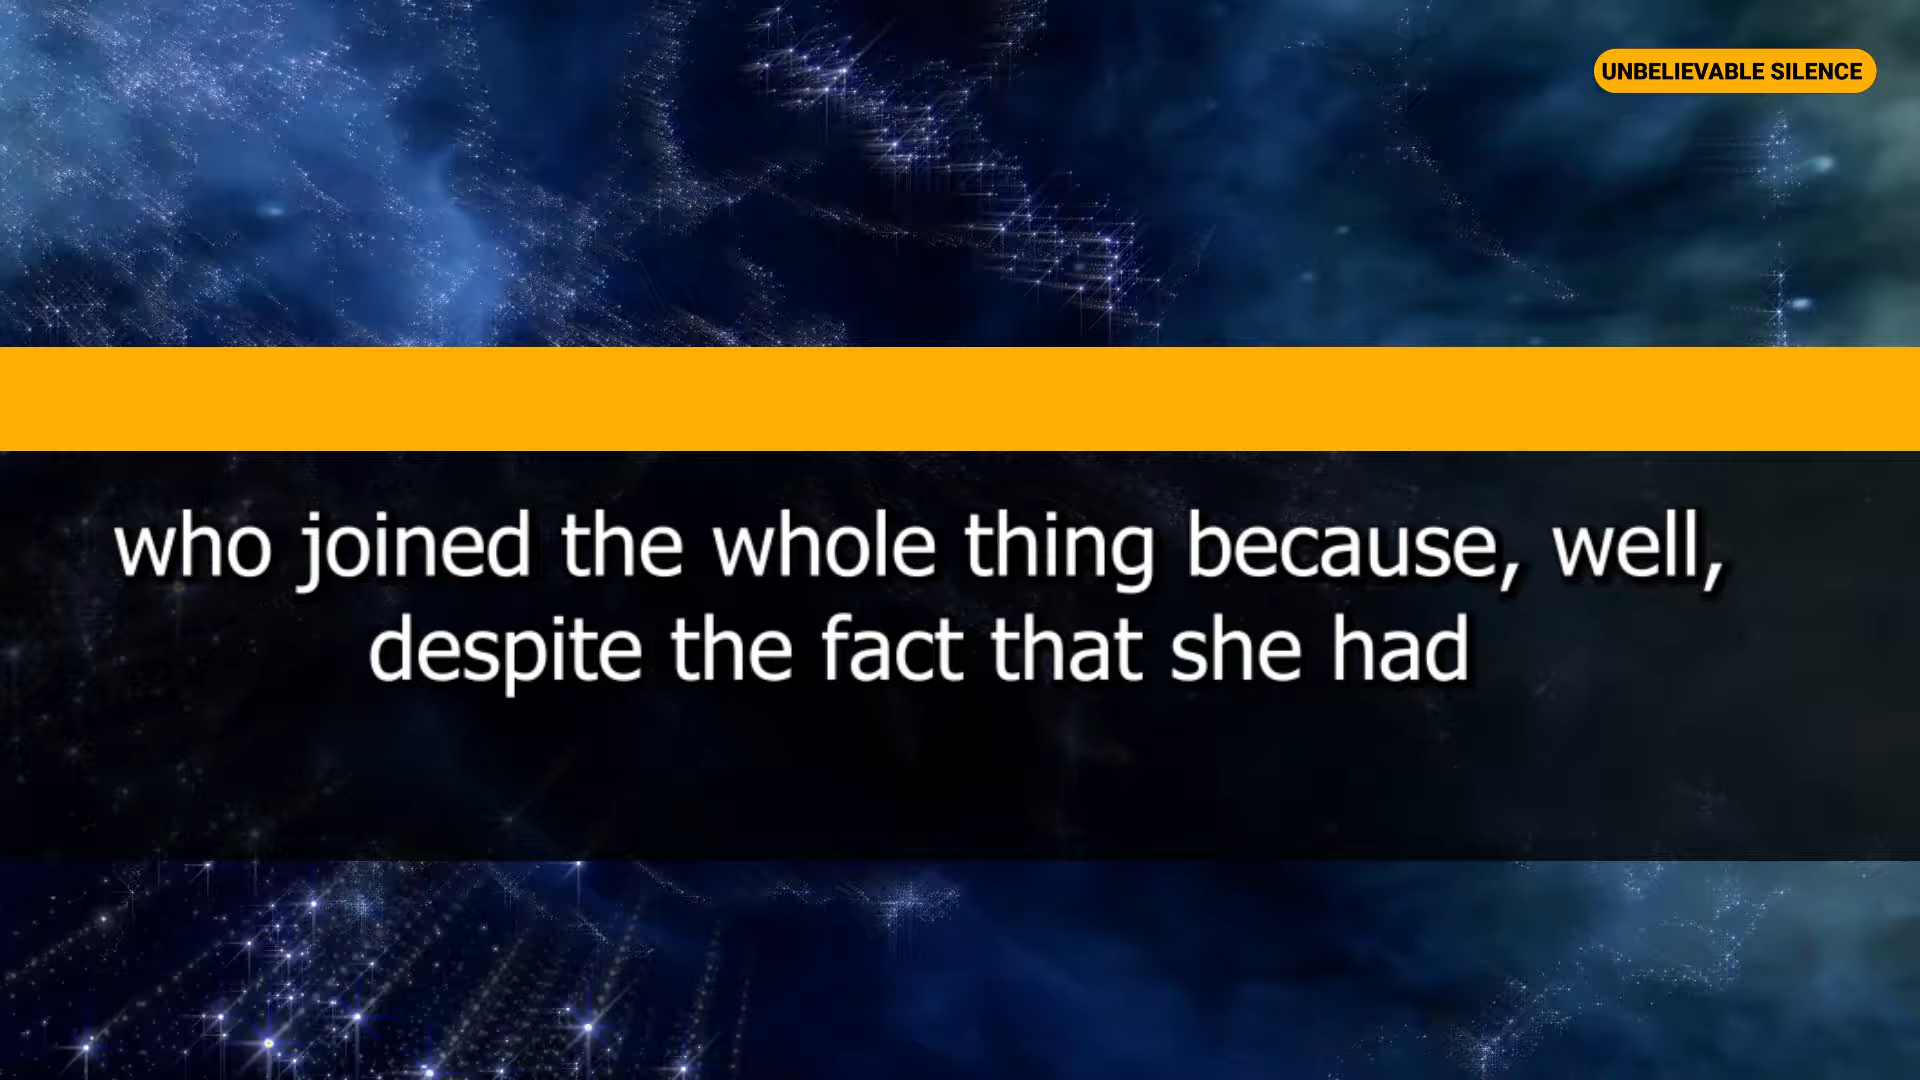 UNBELIEVABLE SILENCE
who joined the whole thing because, well,
despite the fact that she had